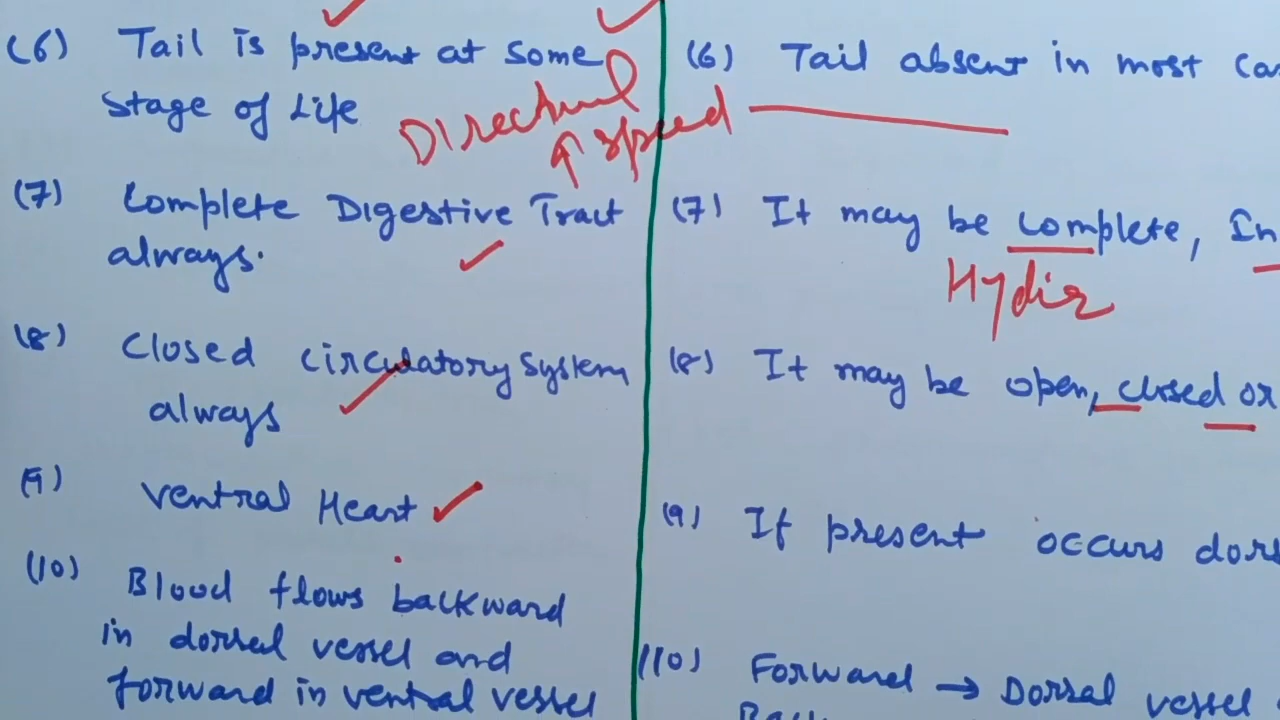 (6) Tail is present at some
stage of Life
Directional
↑ speed
(7) Complete Digestive Tract
always.
(8) Closed circulatory system
always
(9) Ventral Heart
(10) Blood flows backward
in dorsal vessel and
forward in ventral vessel
(6) Tail absent in most
(7) It may be complete,
(8) It may be open, closed or
(9) If present occurs
(10) Forward → Dorsal vessel